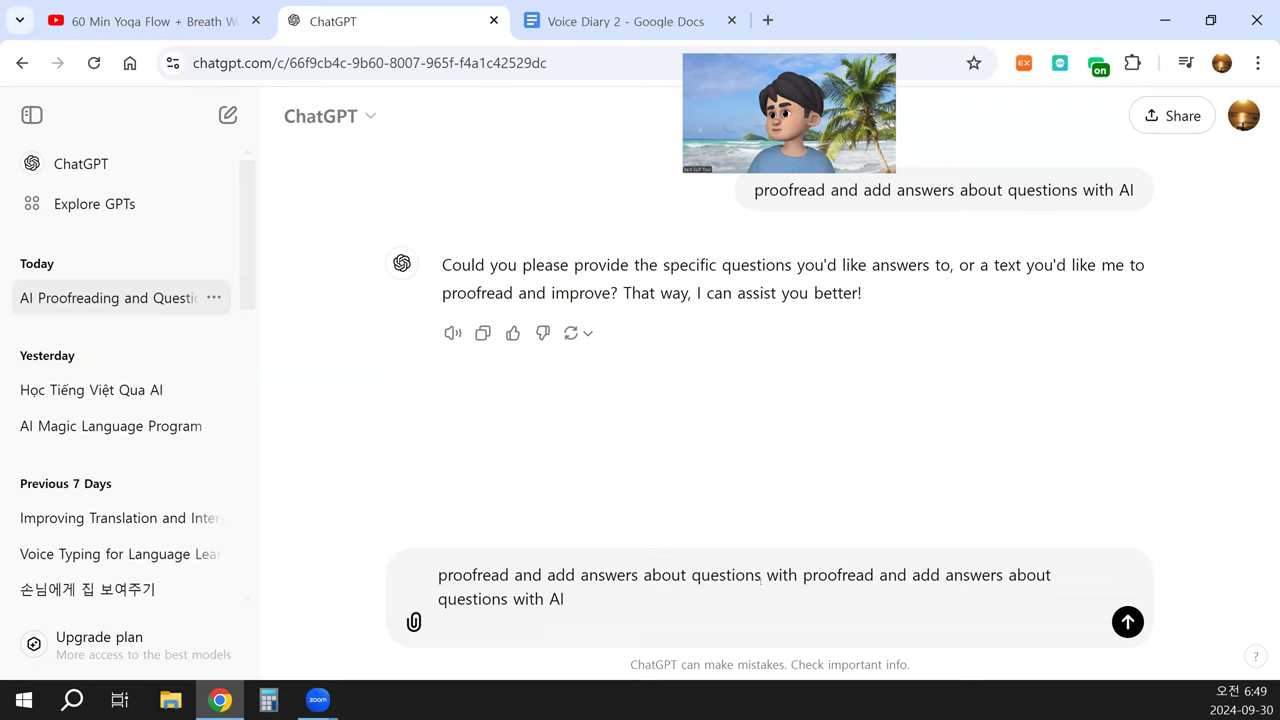 60 Min Yoga Flow + Breath W
ChatGPT
Voice Diary 2 - Google Docs
chatgpt.com/c/66f9cb4c-9b60-8007-965f-f4a1c42529dc
EX
on
ChatGPT
Share
ChatGPT
Explore GPTs
proofread and add answers about questions with AI
Today
AI Proofreading and Questic
Could you please provide the specific questions you'd like answers to, or a text you'd like me to
proofread and improve? That way, I can assist you better!
Yesterday
Học Tiếng Việt Qua AI
AI Magic Language Program
Previous 7 Days
Improving Translation and Inter
Voice Typing for Language Lea
손님에게 집 보여주기
proofread and add answers about questions with proofread and add answers about
questions with AI
Upgrade plan
More access to the best models
ChatGPT can make mistakes. Check important info.
?
zoom
오전 6:49
2024-09-30